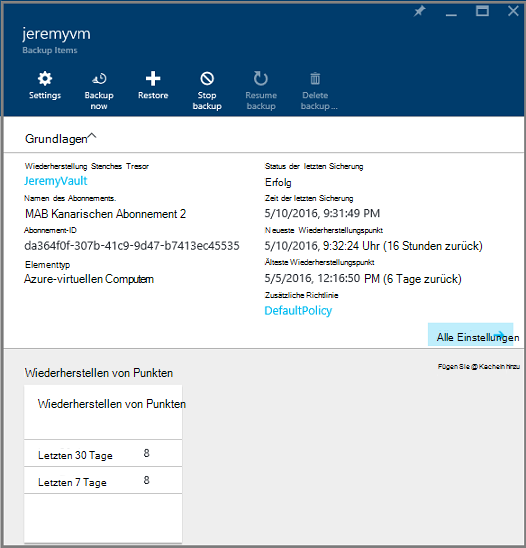 jeremyvm
Backup Items
Settings
Backup now
Restore
Stop backup
Resume backup
Delete backup ...
Grundlagen
Wiederherstellung Stenches Tresor
JeremyVault
Namen des Abonnements.
MAB Kanarischen Abonnement 2
Abonnement-ID
da364f0f-307b-41c9-9d47-b7413ec45535
Elementtyp
Azure-virtuellen Computern
Status der letzten Sicherung
Erfolg
Zeit der letzten Sicherung
5/10/2016, 9:31:49 PM
Neueste Wiederherstellungspunkt
5/10/2016, 9:32:24 Uhr (16 Stunden zurück)
Älteste Wiederherstellungspunkt
5/5/2016, 12:16:50 PM (6 Tage zurück)
Zusätzliche Richtlinie
DefaultPolicy
Alle Einstellungen
Fügen Sie @ Kacheln hinzu
Wiederherstellen von Punkten
Wiederherstellen von Punkten
Letzten 30 Tage 8
Letzten 7 Tage 8